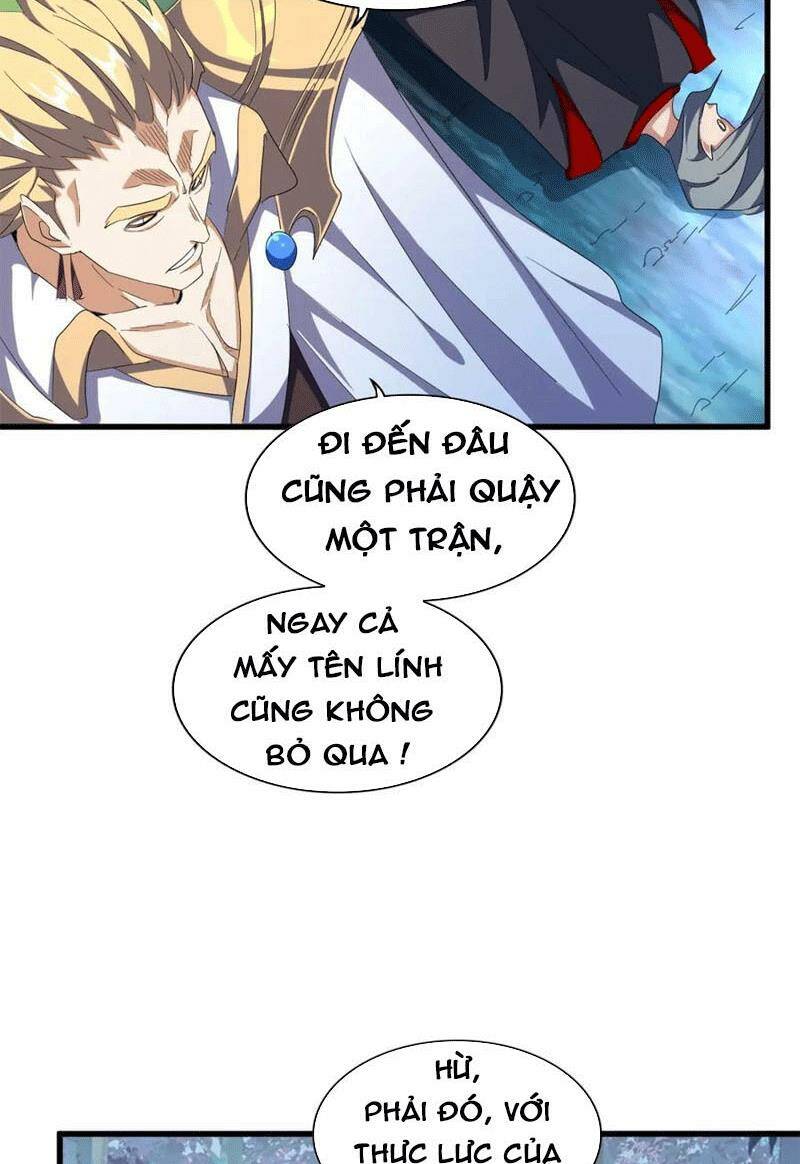 ĐI ĐẾN ĐÂU
CŨNG PHẢI QUẬY
MỘT TRẬN,
NGAY CẢ
MẤY TÊN LÍNH
CŨNG KHÔNG
BỎ QUA !
HỪ,
PHẢI ĐÓ, VỚI
THỰC LỰC CỦA